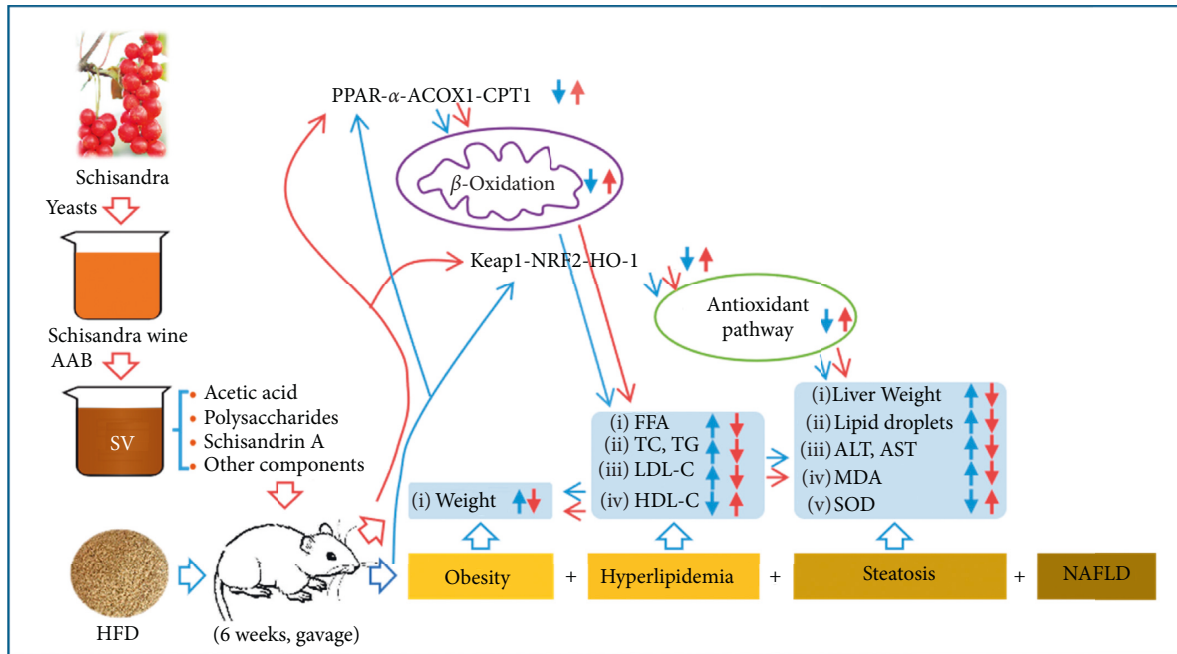 Schisandra
Yeasts
Schisandra wine
AAB
SV
Acetic acid
Polysaccharides
Schisandrin A
Other components
HFD
(6 weeks, gavage)
PPAR-α-ACOX1-CPT1
β-Oxidation
Keap1-NRF2-HO-1
Antioxidant
pathway
(i) Weight
(i) FFA
(ii) TC, TG
(iii) LDL-C
(iv) HDL-C
(i) Liver Weight
(ii) Lipid droplets
(iii) ALT, AST
(iv) MDA
(v) SOD
Obesity + Hyperlipidemia + Steatosis + NAFLD